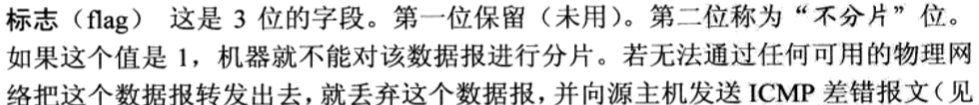 标志（flag） 这是 3 位的字段。第一位保留（未用）。第二位称为“不分片”位。
如果这个值是 1，机器就不能对该数据报进行分片。若无法通过任何可用的物理网
络把这个数据报转发出去，就丢弃这个数据报，并向源主机发送 ICMP 差错报文（见